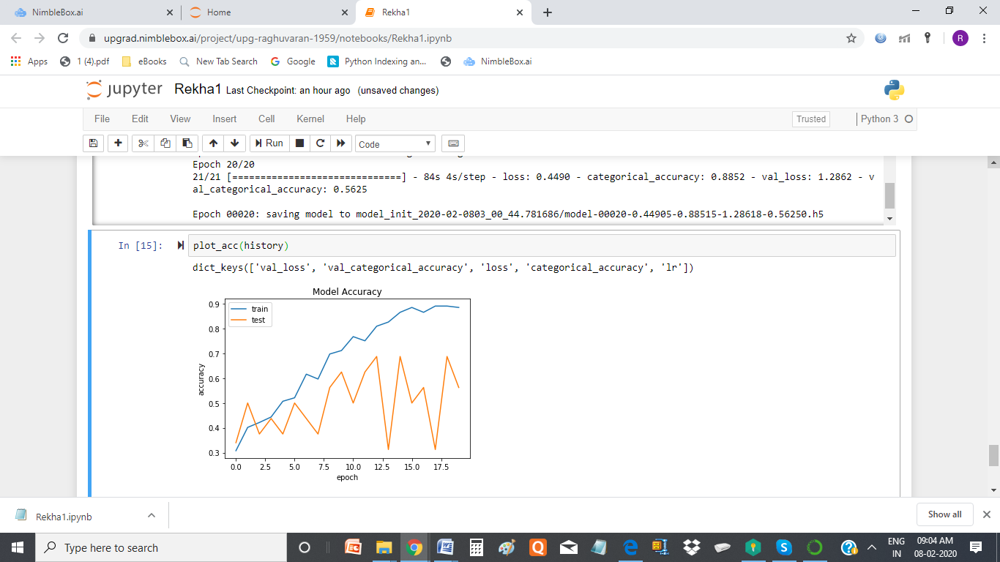 NimbleBox.ai
Home
Rekha1
upgrad.nimblebox.ai/project/upg-raghuvaran-1959/notebooks/Rekha1.ipynb
R
Apps
1 (4).pdf
eBooks
New Tab Search
Google
Python Indexing an...
NimbleBox.ai
jupyter Rekha1 Last Checkpoint: an hour ago (unsaved changes)
File Edit View Insert Cell Kernel Help
Trusted
Python 3
Run
Code
Epoch 20/20
21/21 [==============================] - 84s 4s/step - loss: 0.4490 - categorical_accuracy: 0.8852 - val_loss: 1.2862 - v
al_categorical_accuracy: 0.5625
Epoch 00020: saving model to model_init_2020-02-0803_00_44.781686/model-00020-0.44905-0.88515-1.28618-0.56250.h5
In [15]:
plot_acc(history)
dict_keys(['val_loss', 'val_categorical_accuracy', 'loss', 'categorical_accuracy', 'lr'])
Model Accuracy
train
test
0.9
0.8
0.7
0.6
0.5
0.4
0.3
accuracy
0.0 2.5 5.0 7.5 10.0 12.5 15.0 17.5
epoch
Rekha1.ipynb
Show all
Type here to search
ENG
IN
09:04 AM
08-02-2020